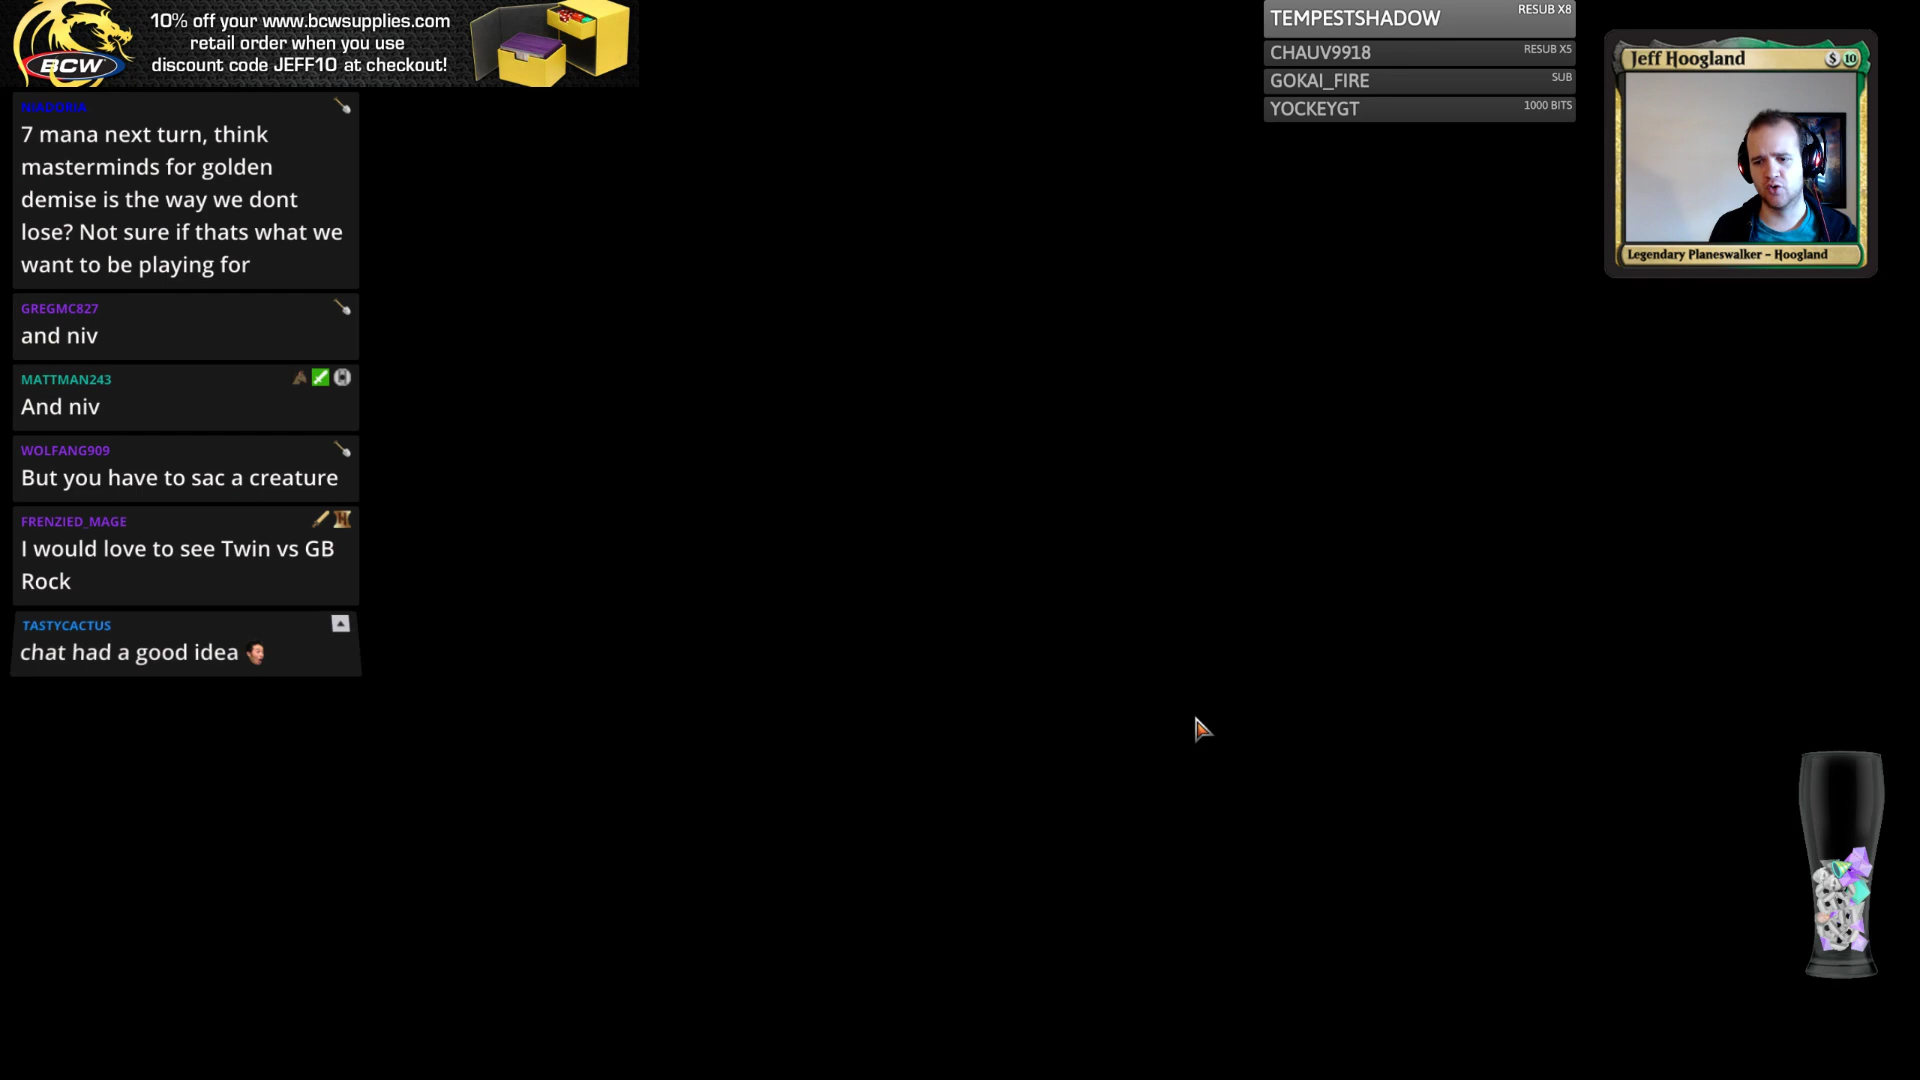 10% off your www.bcwsupplies.com
retail order when you use
discount code JEFF10 at checkout!
BCW
TEMPESTSHADOW RESUB X8
CHAUV9918 RESUB X5
GOKAI_FIRE SUB
YOCKEYGT 1000 BITS
Jeff Hoogland $ 10
Legendary Planeswalker – Hoogland
NIADORIA
7 mana next turn, think
masterminds for golden
demise is the way we dont
lose? Not sure if thats what we
want to be playing for
GREGMC827
and niv
MATTMAN243
And niv
WOLFANG909
But you have to sac a creature
FRENZIED_MAGE
I would love to see Twin vs GB
Rock
TASTYCACTUS
chat had a good idea